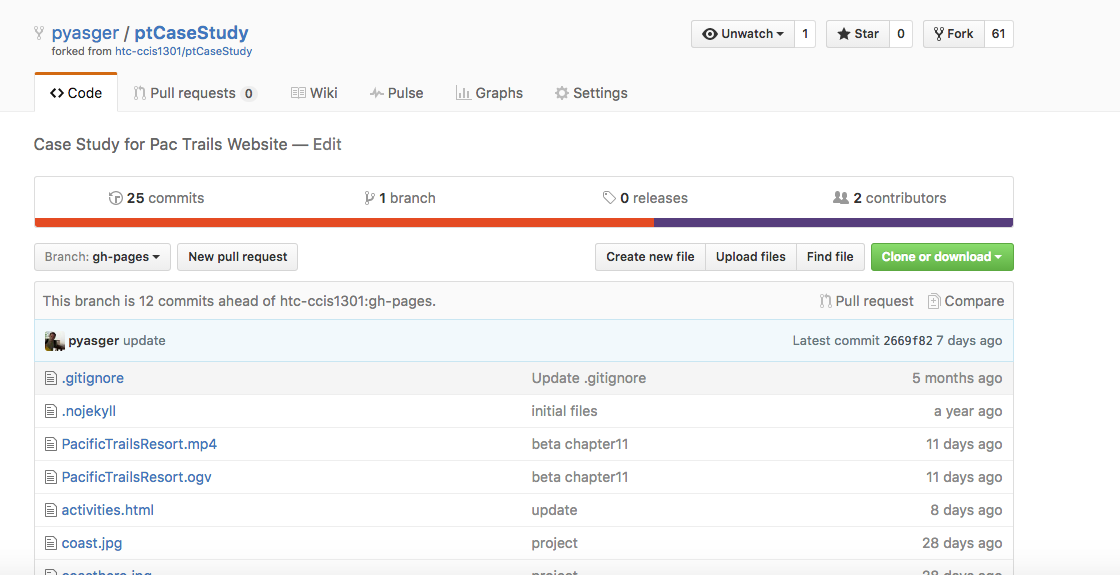 pyasger / ptCaseStudy
forked from htc-ccis1301/ptCaseStudy
Unwatch 1 Star 0 Fork 61
Code Pull requests 0 Wiki Pulse Graphs Settings
Case Study for Pac Trails Website — Edit
25 commits 1 branch 0 releases 2 contributors
Branch: gh-pages New pull request Create new file Upload files Find file Clone or download
This branch is 12 commits ahead of htc-ccis1301:gh-pages. Pull request Compare
pyasger update Latest commit 2669f82 7 days ago
.gitignore Update .gitignore 5 months ago
.nojekyll initial files a year ago
PacificTrailsResort.mp4 beta chapter11 11 days ago
PacificTrailsResort.ogv beta chapter11 11 days ago
activities.html update 8 days ago
coast.jpg project 28 days ago
project 28 days ago